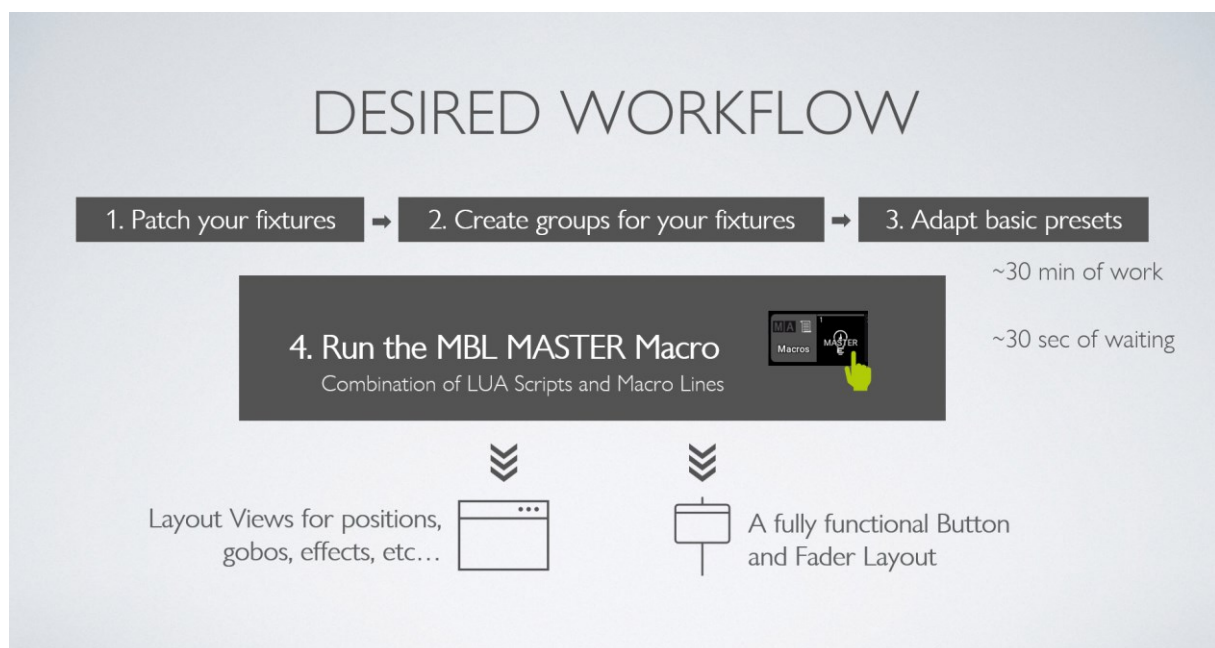 DESIRED WORKFLOW
1. Patch your fixtures
2. Create groups for your fixtures
3. Adapt basic presets
~30 min of work
4. Run the MBL MASTER Macro
Combination of LUA Scripts and Macro Lines
MA
1
Macros
MASTER
~30 sec of waiting
Layout Views for positions,
gobos, effects, etc...
A fully functional Button
and Fader Layout